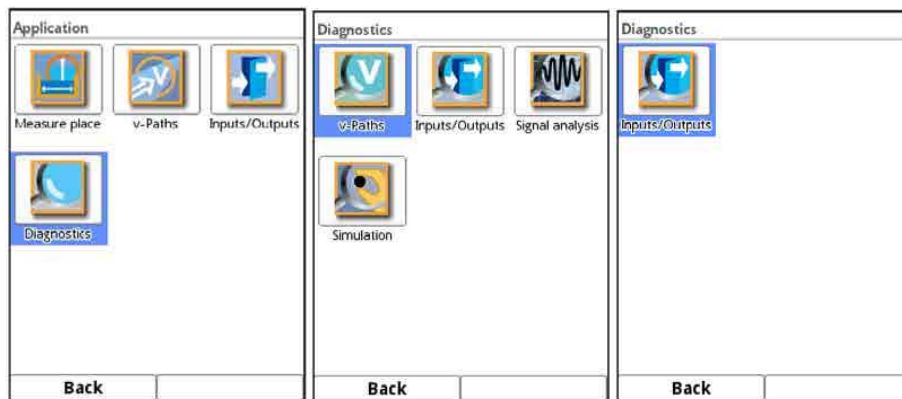 Application
Measure place
v-Paths
Inputs/Outputs
Diagnostics
Back
Diagnostics
v-Paths
Inputs/Outputs
Signal analysis
Simulation
Back
Diagnostics
Inputs/Outputs
Back